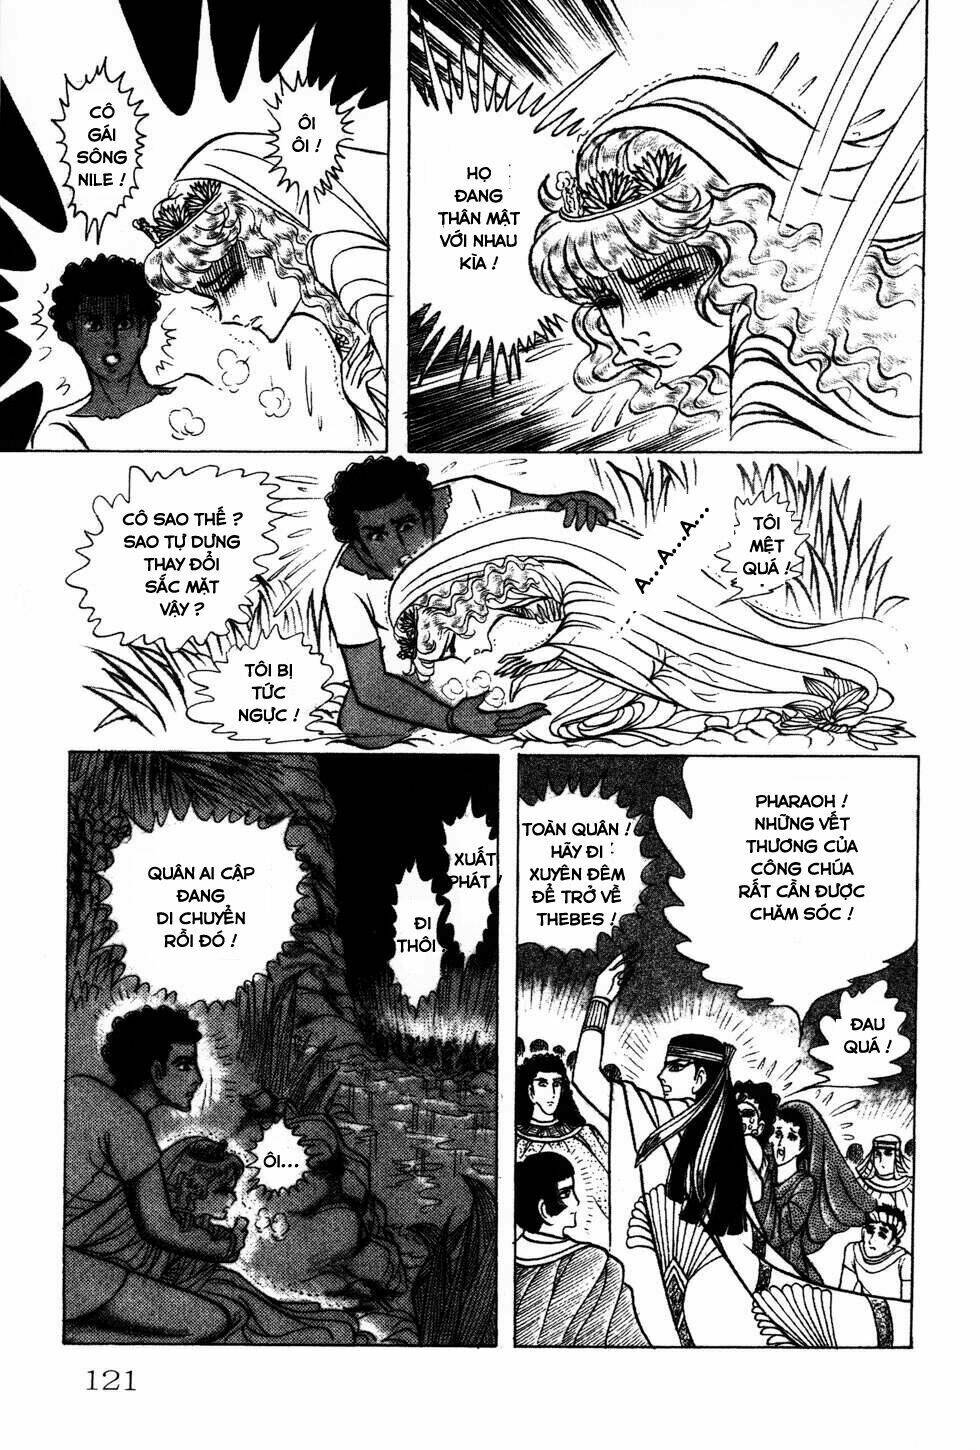 HỌ
ĐANG
THÂN MẬT
VỚI NHAU
KÌA !
ÔI
ÔI !
CÔ
GÁI
SÔNG
NILE !
TÔI
MỆT
QUÁ !
A...A...A...
CÔ SAO THẾ ?
SAO TỰ DƯNG
THAY ĐỔI
SẮC MẶT
VẬY ?
TÔI BỊ
TỨC
NGỰC !
PHARAOH !
NHỮNG VẾT
THƯƠNG CỦA
CÔNG CHÚA
RẤT CẦN ĐƯỢC
CHĂM SÓC !
TOÀN QUÂN !
HÃY ĐI
XUYÊN ĐÊM
ĐỂ TRỞ VỀ
THEBES !
ĐAU
QUÁ !
XUẤT
PHÁT !
ĐI
THÔI !
QUÂN AI CẬP
ĐANG
DI CHUYỂN
RỒI ĐÓ !
ÔI...
121